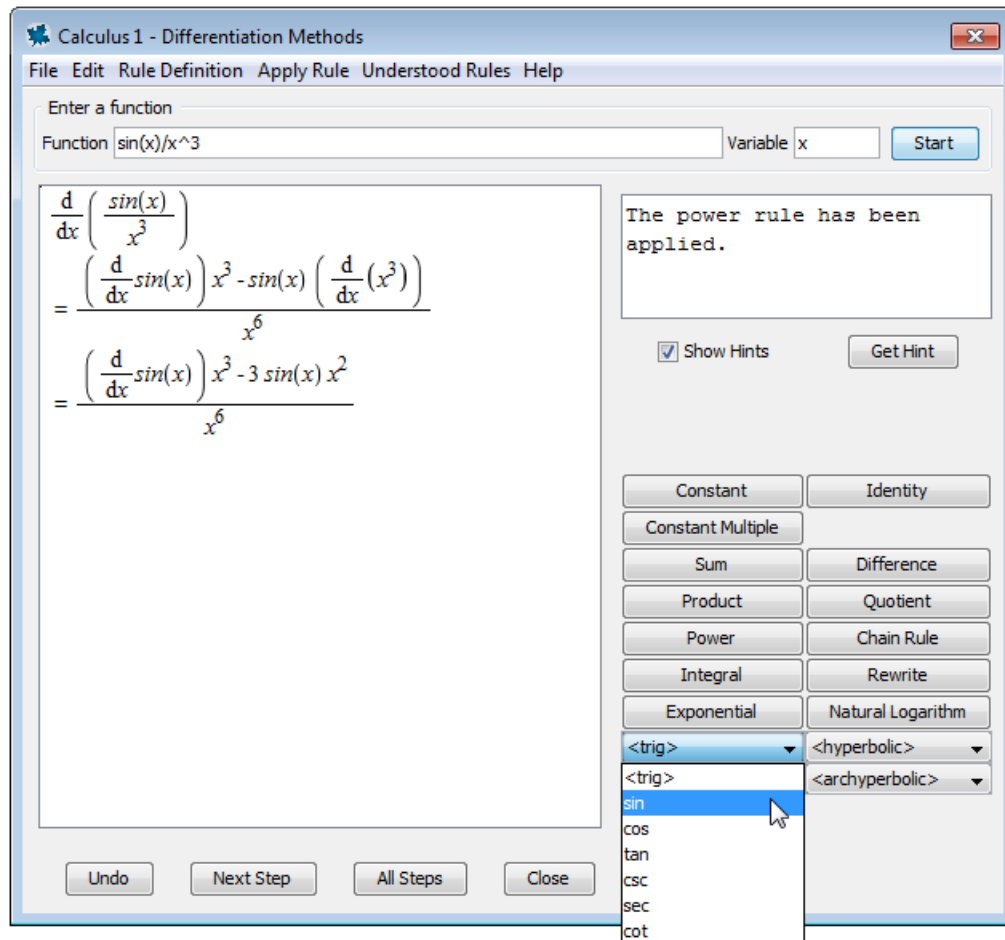 Calculus 1 - Differentiation Methods
File Edit Rule Definition Apply Rule Understood Rules Help
Enter a function
Function sin(x)/x^3 Variable x Start
d/dx ( sin(x) / x^3 )
= ( ( d/dx sin(x) ) x^3 - sin(x) ( d/dx (x^3) ) ) / x^6
= ( ( d/dx sin(x) ) x^3 - 3 sin(x) x^2 ) / x^6
The power rule has been
applied.
Show Hints Get Hint
Constant Identity
Constant Multiple
Sum Difference
Product Quotient
Power Chain Rule
Integral Rewrite
Exponential Natural Logarithm
<trig> <hyperbolic>
<trig> <archyperbolic>
sin
cos
tan
csc
sec
cot
Undo Next Step All Steps Close